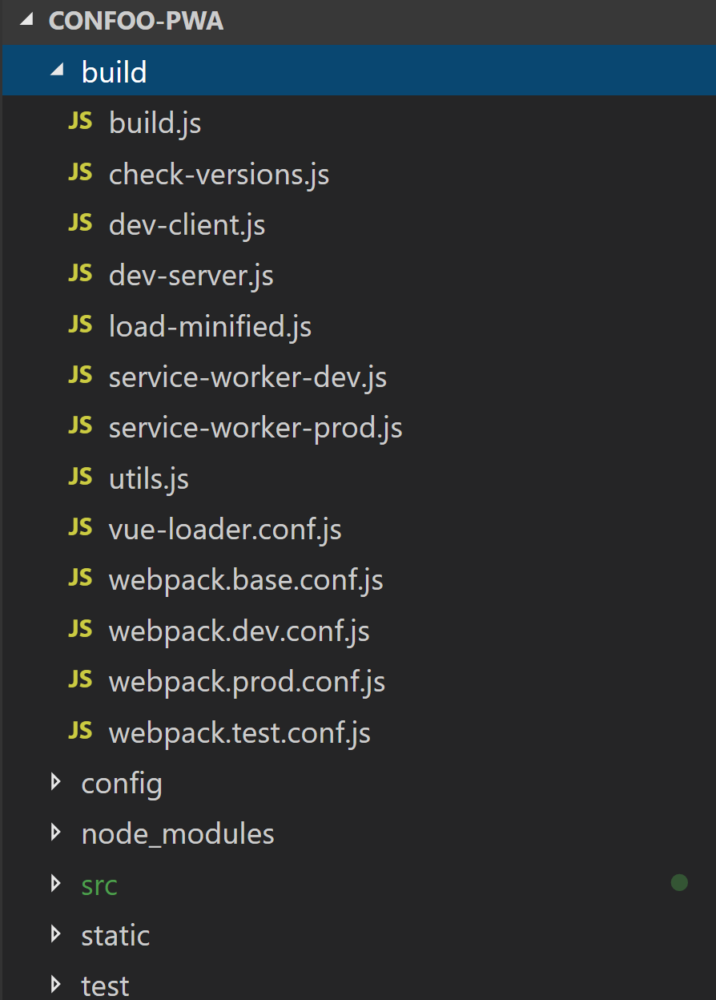 CONFOO-PWA
build
JS build.js
JS check-versions.js
JS dev-client.js
JS dev-server.js
JS load-minified.js
JS service-worker-dev.js
JS service-worker-prod.js
JS utils.js
JS vue-loader.conf.js
JS webpack.base.conf.js
JS webpack.dev.conf.js
JS webpack.prod.conf.js
JS webpack.test.conf.js
config
node_modules
src
static
test